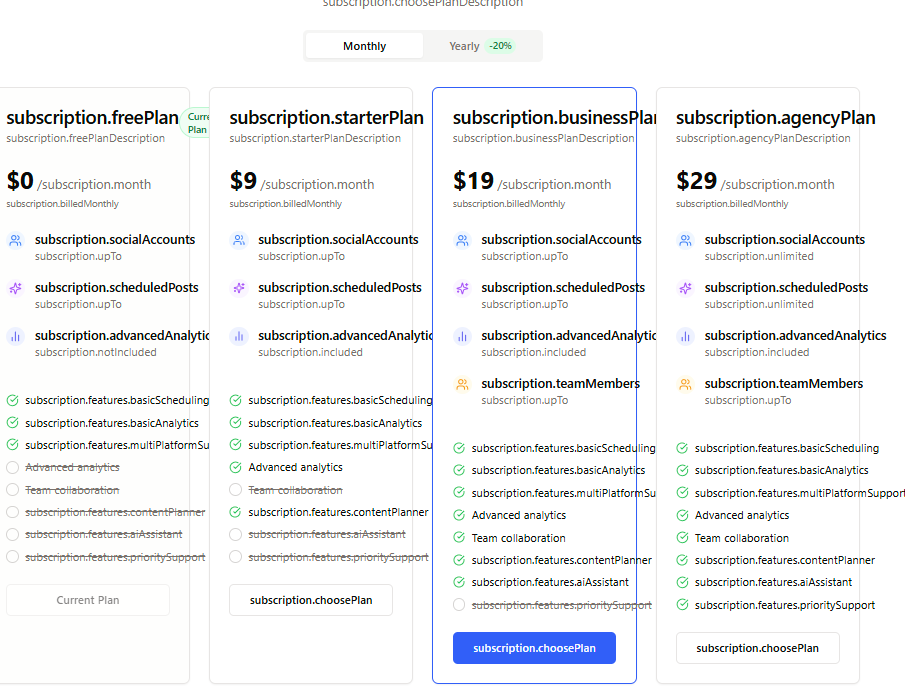 subscription.choosePlanDescription
Monthly
Yearly -20%
subscription.freePlan
Curre
Plan
subscription.freePlanDescription
$0 /subscription.month
subscription.billedMonthly
subscription.socialAccounts
subscription.upTo
subscription.scheduledPosts
subscription.upTo
subscription.advancedAnalytic
subscription.notIncluded
subscription.features.basicScheduling
subscription.features.basicAnalytics
subscription.features.multiPlatformSu
Advanced analytics
Team collaboration
subscription.features.contentPlanner
subscription.features.aiAssistant
subscription.features.prioritySupport
Current Plan
subscription.starterPlan
subscription.starterPlanDescription
$9 /subscription.month
subscription.billedMonthly
subscription.socialAccounts
subscription.upTo
subscription.scheduledPosts
subscription.upTo
subscription.advancedAnalytic
subscription.included
subscription.features.basicScheduling
subscription.features.basicAnalytics
subscription.features.multiPlatformSu
Advanced analytics
Team collaboration
subscription.features.contentPlanner
subscription.features.aiAssistant
subscription.features.prioritySupport
subscription.choosePlan
subscription.businessPlan
subscription.businessPlanDescription
$19 /subscription.month
subscription.billedMonthly
subscription.socialAccounts
subscription.upTo
subscription.scheduledPosts
subscription.upTo
subscription.advancedAnalytic
subscription.included
subscription.teamMembers
subscription.upTo
subscription.features.basicScheduling
subscription.features.basicAnalytics
subscription.features.multiPlatformSu
Advanced analytics
Team collaboration
subscription.features.contentPlanner
subscription.features.aiAssistant
subscription.features.prioritySupport
subscription.choosePlan
subscription.agencyPlan
subscription.agencyPlanDescription
$29 /subscription.month
subscription.billedMonthly
subscription.socialAccounts
subscription.unlimited
subscription.scheduledPosts
subscription.unlimited
subscription.advancedAnalytics
subscription.included
subscription.teamMembers
subscription.upTo
subscription.features.basicScheduling
subscription.features.basicAnalytics
subscription.features.multiPlatformSupport
Advanced analytics
Team collaboration
subscription.features.contentPlanner
subscription.features.aiAssistant
subscription.features.prioritySupport
subscription.choosePlan